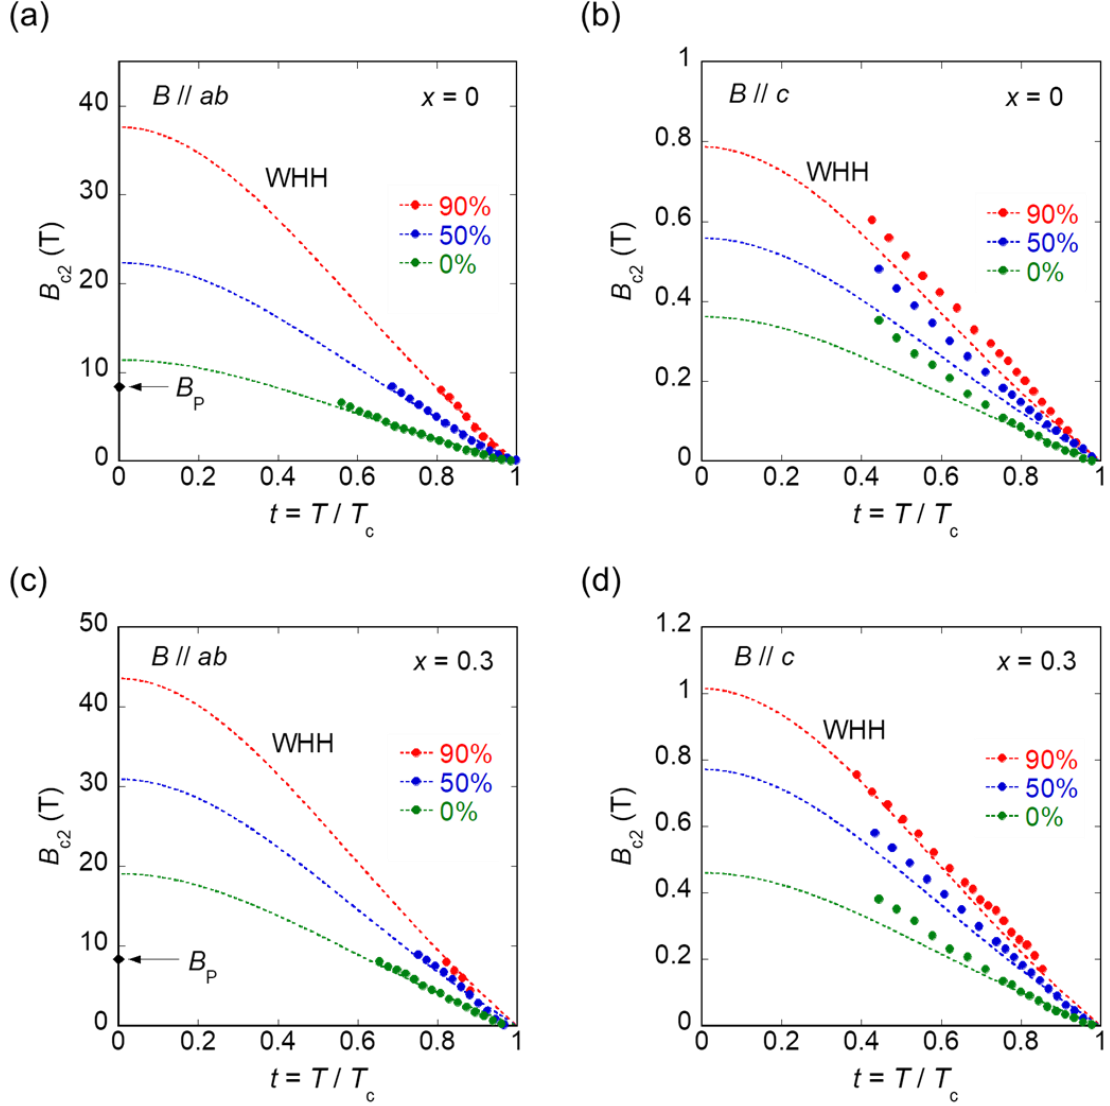 (a)
B // ab
x = 0
WHH
90%
50%
0%
B_P
40
30
20
10
0
B_c2 (T)
0 0.2 0.4 0.6 0.8 1
t = T / T_c
(b)
B // c
x = 0
WHH
90%
50%
0%
1
0.8
0.6
0.4
0.2
0
B_c2 (T)
0 0.2 0.4 0.6 0.8 1
t = T / T_c
(c)
B // ab
x = 0.3
WHH
90%
50%
0%
B_P
50
40
30
20
10
0
B_c2 (T)
0 0.2 0.4 0.6 0.8 1
t = T / T_c
(d)
B // c
x = 0.3
WHH
90%
50%
0%
1.2
1
0.8
0.6
0.4
0.2
0
B_c2 (T)
0 0.2 0.4 0.6 0.8 1
t = T / T_c